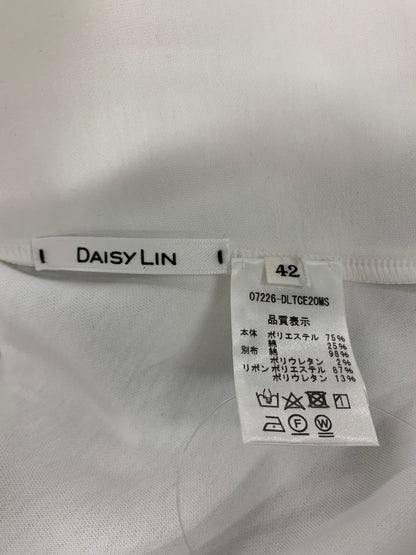 DAISY LIN
42
07226-DLTCE20MS
品質表示
本体 ポリエステル 75%
綿 25%
別布 綿 98%
ポリウレタン 2%
リボン ポリエステル 87%
ポリウレタン 13%
F W